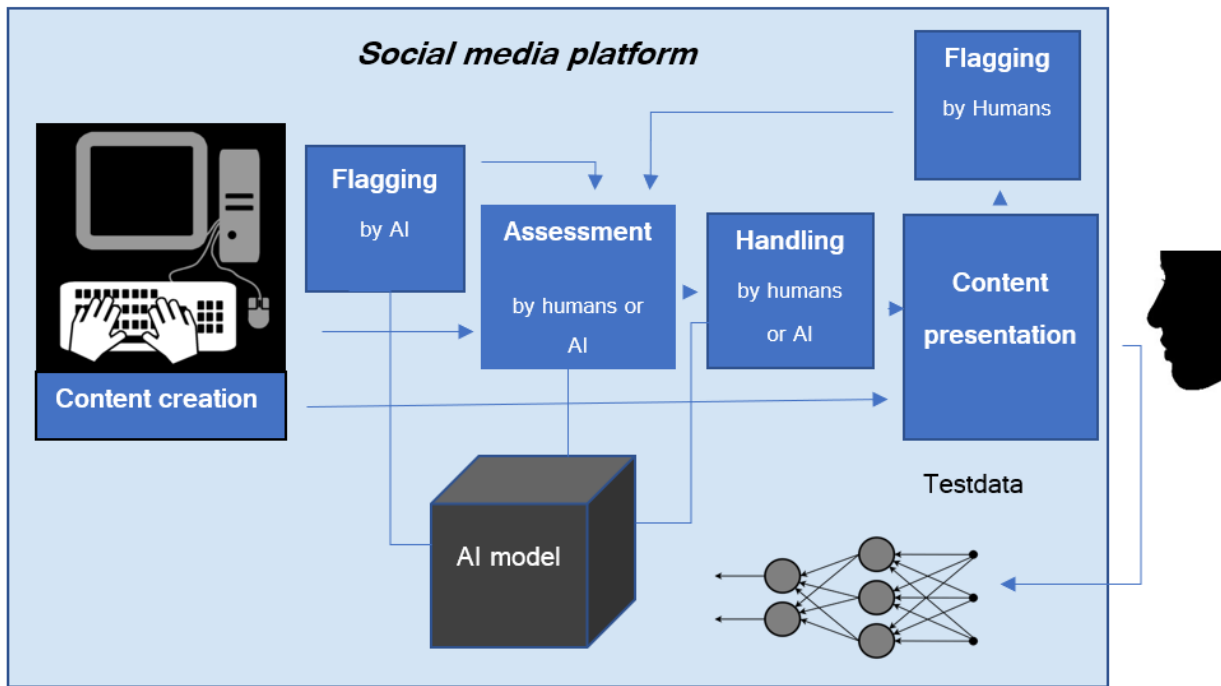 Social media platform
Flagging
by Humans
Flagging
by AI
Assessment
by humans or
AI
Handling
by humans
or AI
Content
presentation
Content creation
Testdata
AI model